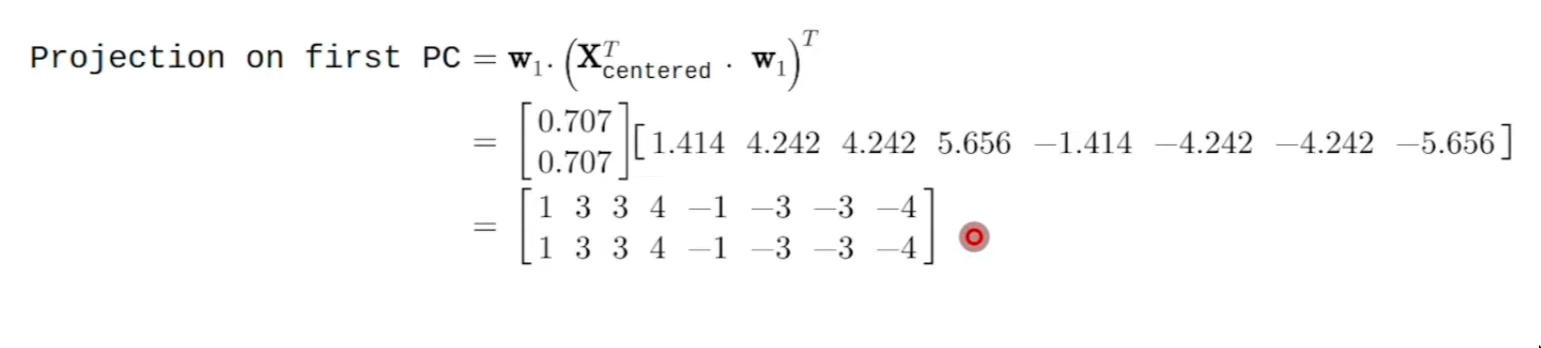 Projection on first PC = w₁. (Xᵀcentered · w₁)ᵀ
= [0.707 0.707] [1.414 4.242 4.242 5.656 −1.414 −4.242 −4.242 −5.656]
= [1 3 3 4 −1 −3 −3 −4
1 3 3 4 −1 −3 −3 −4]